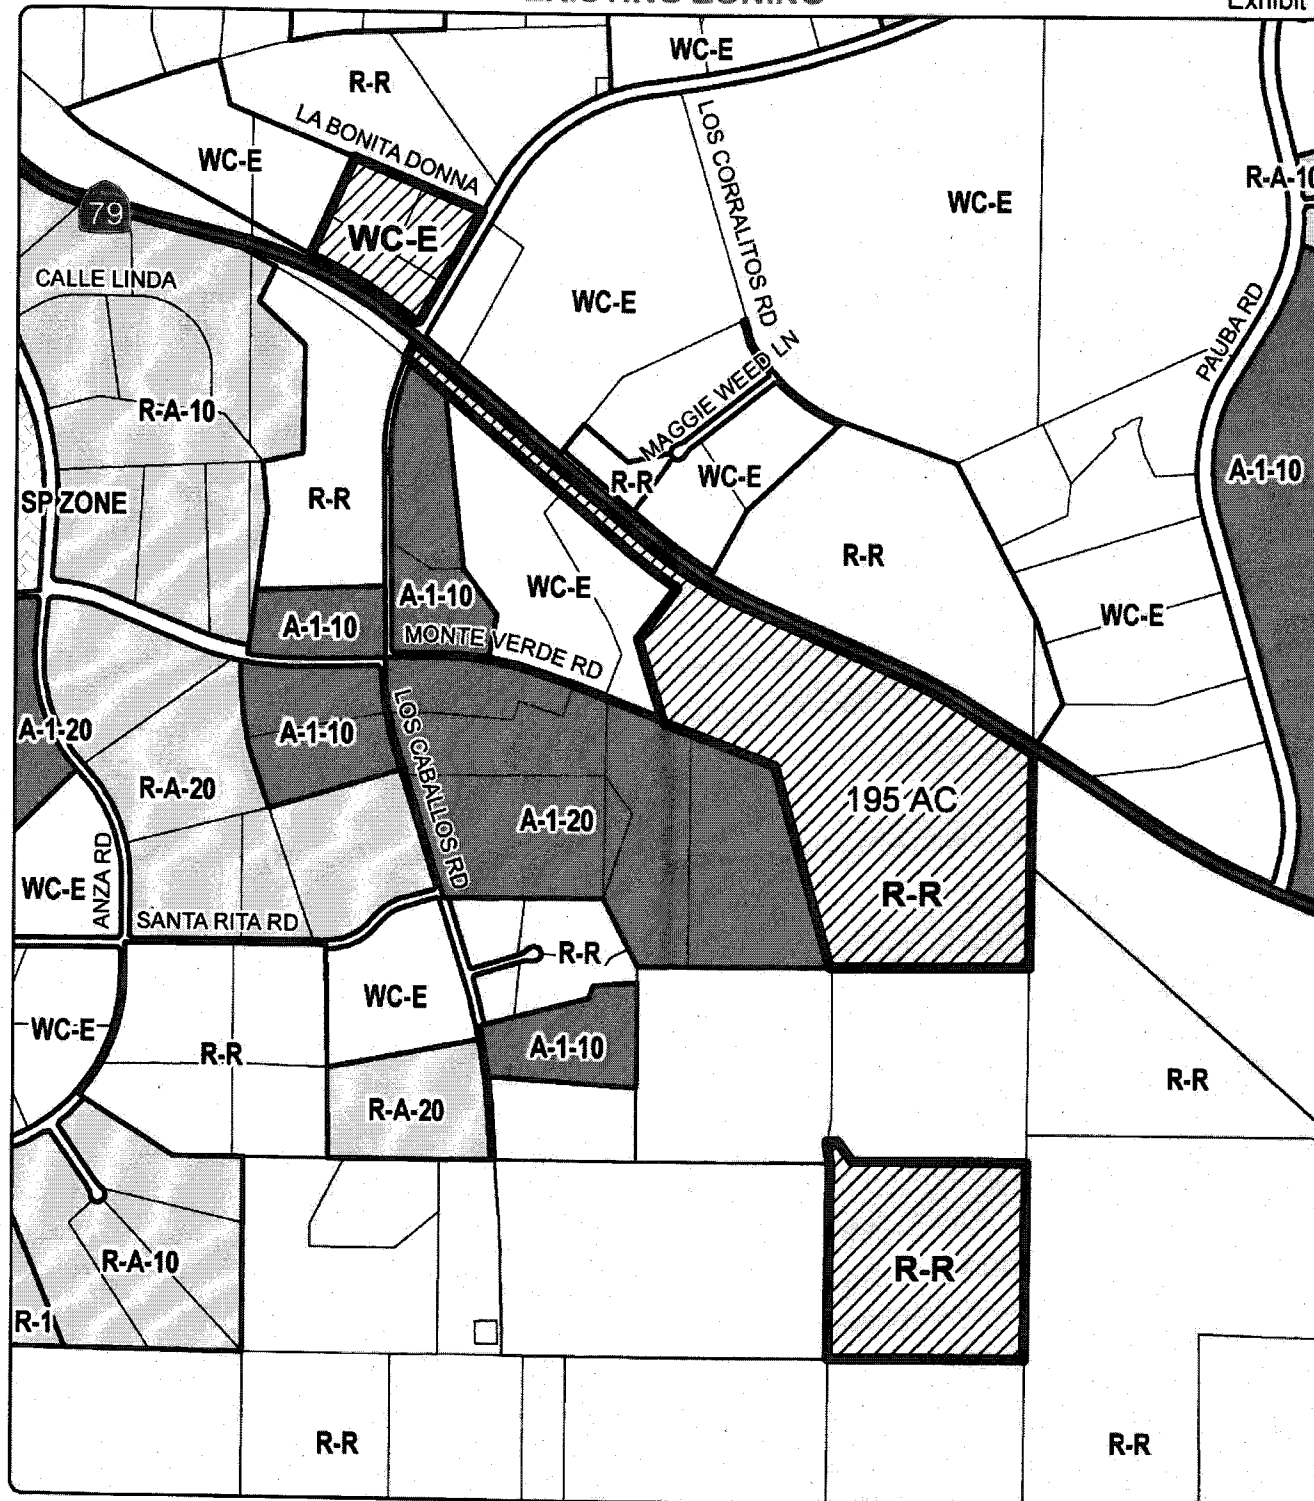 EXISTING ZONING
Exhibit
WC-E
R-R
LA BONITA DONNA
WC-E
LOS CORRALITOS RD
R-A-10
WC-E
79
WC-E
CALLE LINDA
WC-E
PAUBA RD
MAGGIE WEED LN
R-A-10
A-1-10
R-R
WC-E
SP ZONE
R-R
R-R
WC-E
A-1-10
WC-E
A-1-10
MONTE VERDE RD
A-1-20
A-1-10
LOS CABALLOS RD
R-A-20
195 AC
A-1-20
WC-E
ANZA RD
R-R
SANTA RITA RD
R-R
WC-E
WC-E
R-R
A-1-10
R-R
R-A-20
R-A-10
R-R
R-1
R-R
R-R